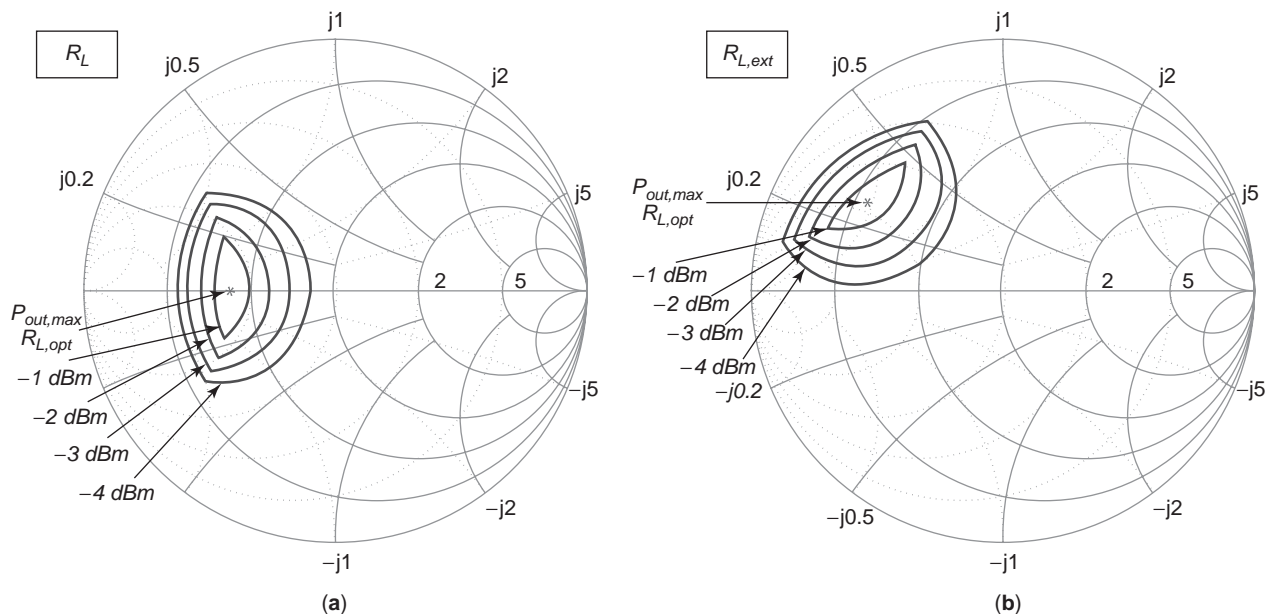 R_L
j1
j0.5
j2
j0.2
j5
2
5
P_out,max
R_L,opt
−1 dBm
−2 dBm
−3 dBm
−4 dBm
−j5
−j2
−j1
(a)
R_L,ext
j1
j0.5
j2
j0.2
j5
P_out,max
R_L,opt
2
5
−1 dBm
−2 dBm
−3 dBm
−4 dBm
−j0.2
−j5
−j0.5
−j2
−j1
(b)